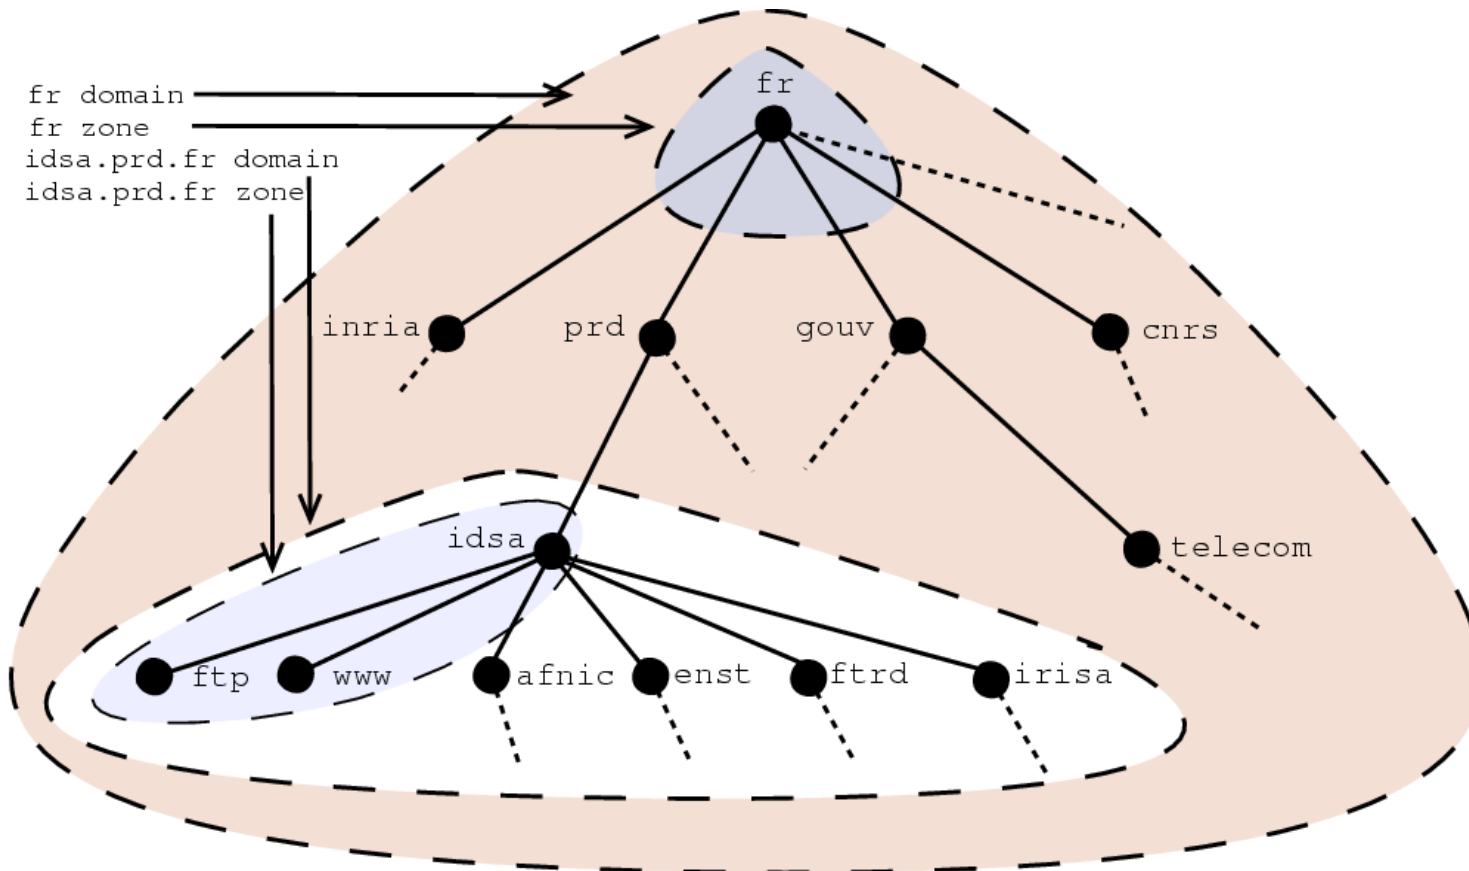 fr
fr domain
fr zone
idsa.prd.fr domain
idsa.prd.fr zone
inria prd gouv cnrs
idsa telecom
ftp www afnic enst ftrd irisa